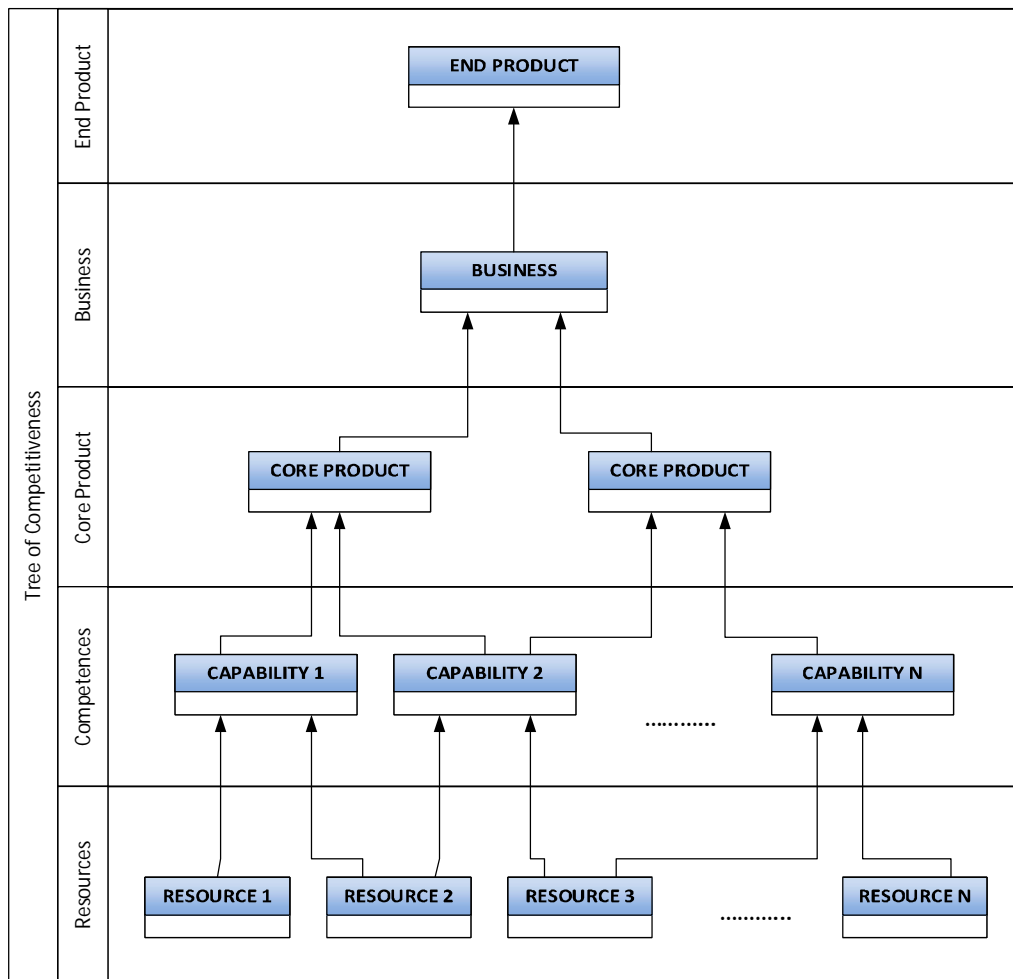 Tree of Competitiveness
End Product
END PRODUCT
Business
BUSINESS
Core Product
CORE PRODUCT
CORE PRODUCT
Competences
CAPABILITY 1
CAPABILITY 2
…………
CAPABILITY N
Resources
RESOURCE 1
RESOURCE 2
RESOURCE 3
…………
RESOURCE N